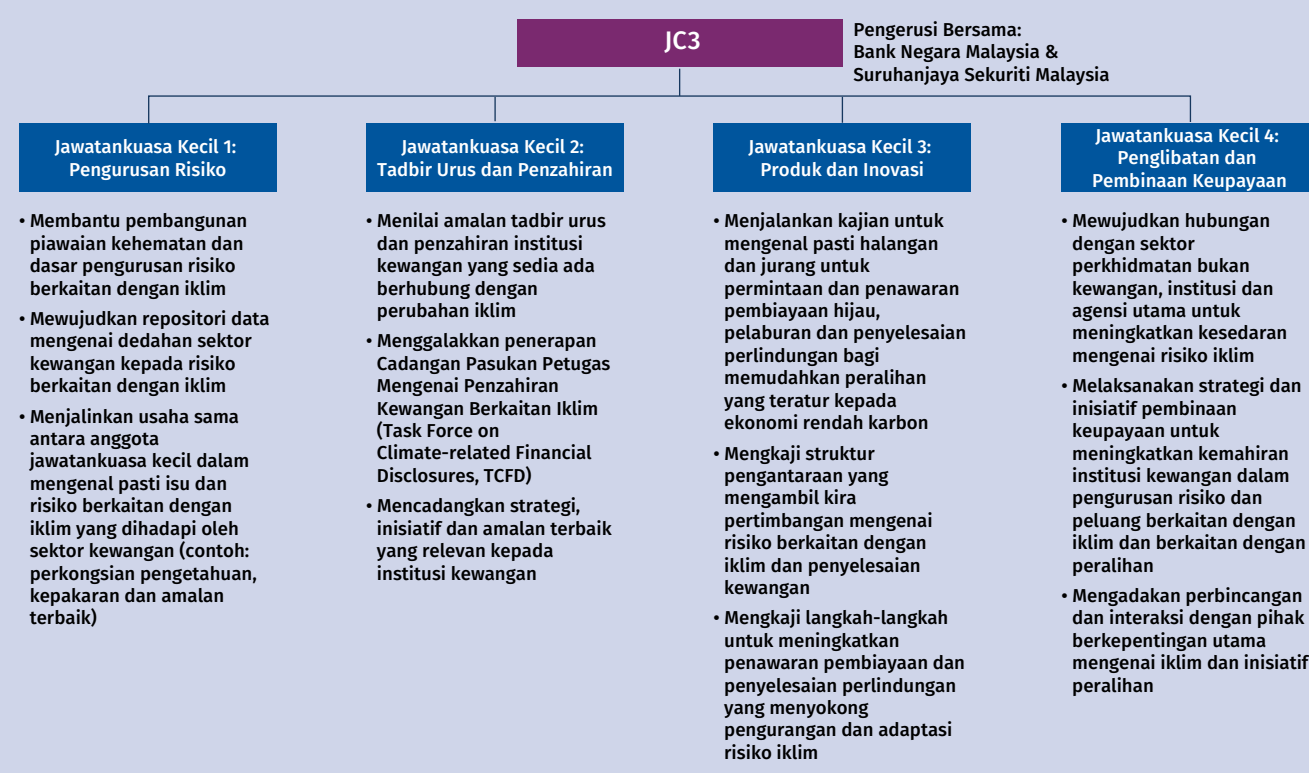 JC3
Pengerusi Bersama:
Bank Negara Malaysia &
Suruhanjaya Sekuriti Malaysia
Jawatankuasa Kecil 1:
Pengurusan Risiko
• Membantu pembangunan
piawaian kehematan dan
dasar pengurusan risiko
berkaitan dengan iklim
• Mewujudkan repositori data
mengenai dedahan sektor
kewangan kepada risiko
berkaitan dengan iklim
• Menjalinkan usaha sama
antara anggota
jawatankuasa kecil dalam
mengenal pasti isu dan
risiko berkaitan dengan
iklim yang dihadapi oleh
sektor kewangan (contoh:
perkongsian pengetahuan,
kepakaran dan amalan
terbaik)
Jawatankuasa Kecil 2:
Tadbir Urus dan Penzahiran
• Menilai amalan tadbir urus
dan penzahiran institusi
kewangan yang sedia ada
berhubung dengan
perubahan iklim
• Menggalakkan penerapan
Cadangan Pasukan Petugas
Mengenai Penzahiran
Kewangan Berkaitan Iklim
(Task Force on
Climate-related Financial
Disclosures, TCFD)
• Mencadangkan strategi,
inisiatif dan amalan terbaik
yang relevan kepada
institusi kewangan
Jawatankuasa Kecil 3:
Produk dan Inovasi
• Menjalankan kajian untuk
mengenal pasti halangan
dan jurang untuk
permintaan dan penawaran
pembiayaan hijau,
pelaburan dan penyelesaian
perlindungan bagi
memudahkan peralihan
yang teratur kepada
ekonomi rendah karbon
• Mengkaji struktur
pengantaraan yang
mengambil kira
pertimbangan mengenai
risiko berkaitan dengan
iklim dan penyelesaian
kewangan
• Mengkaji langkah-langkah
untuk meningkatkan
penawaran pembiayaan dan
penyelesaian perlindungan
yang menyokong
pengurangan dan adaptasi
risiko iklim
Jawatankuasa Kecil 4:
Penglibatan dan
Pembinaan Keupayaan
• Mewujudkan hubungan
dengan sektor
perkhidmatan bukan
kewangan, institusi dan
agensi utama untuk
meningkatkan kesedaran
mengenai risiko iklim
• Melaksanakan strategi dan
inisiatif pembinaan
keupayaan untuk
meningkatkan kemahiran
institusi kewangan dalam
pengurusan risiko dan
peluang berkaitan dengan
iklim dan berkaitan dengan
peralihan
• Mengadakan perbincangan
dan interaksi dengan pihak
berkepentingan utama
mengenai iklim dan inisiatif
peralihan